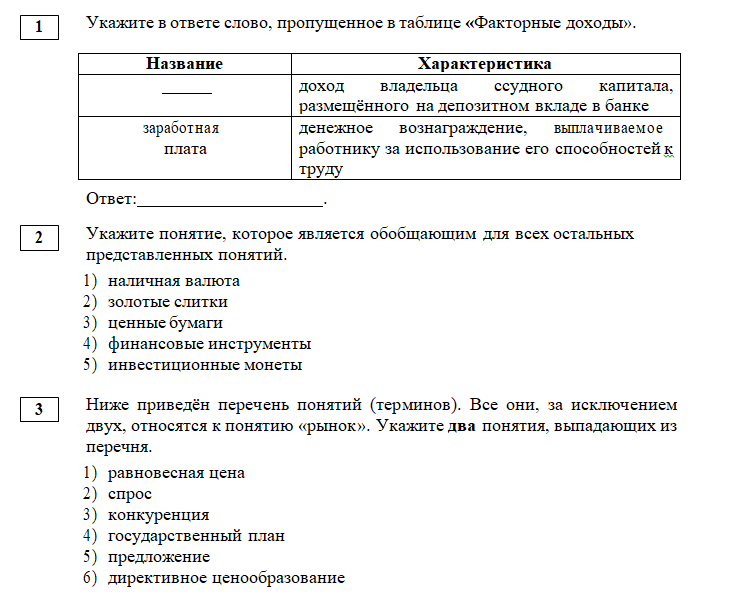 1
Укажите в ответе слово, пропущенное в таблице «Факторные доходы».
Название Характеристика
______ доход владельца ссудного капитала,
размещённого на депозитном вкладе в банке
заработная денежное вознаграждение, выплачиваемое
плата работнику за использование его способностей к
труду
Ответ:______________________.
2
Укажите понятие, которое является обобщающим для всех остальных
представленных понятий.
1) наличная валюта
2) золотые слитки
3) ценные бумаги
4) финансовые инструменты
5) инвестиционные монеты
3
Ниже приведён перечень понятий (терминов). Все они, за исключением
двух, относятся к понятию «рынок». Укажите два понятия, выпадающих из
перечня.
1) равновесная цена
2) спрос
3) конкуренция
4) государственный план
5) предложение
6) директивное ценообразование